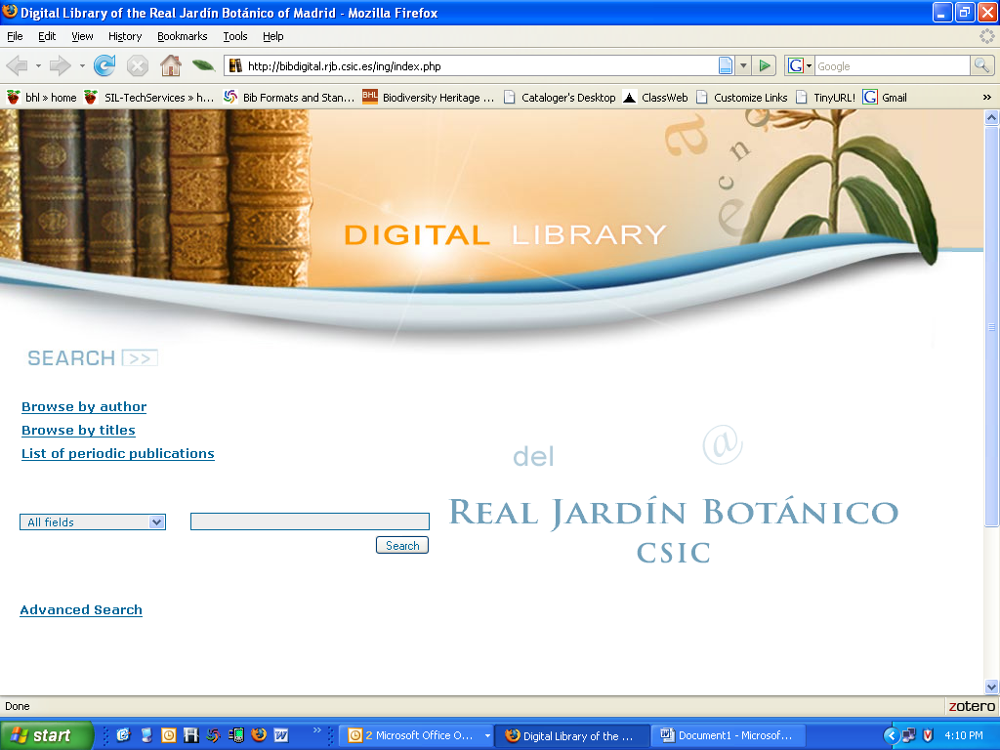 Digital Library of the Real Jardín Botánico of Madrid - Mozilla Firefox
File Edit View History Bookmarks Tools Help
http://bibdigital.rjb.csic.es/ing/index.php
G Google
bhl » home SIL-TechServices » h... Bib Formats and Stan... BHL Biodiversity Heritage ... Cataloger's Desktop ClassWeb Customize Links TinyURL! G Gmail »
a
e c n c
DIGITAL LIBRARY
SEARCH >>
Browse by author
Browse by titles
List of periodic publications
del @
All fields
REAL JARDÍN BOTÁNICO
CSIC
Search
Advanced Search
Done zotero
start » 2 Microsoft Office O... Digital Library of the ... Document1 - Microsof... 4:10 PM